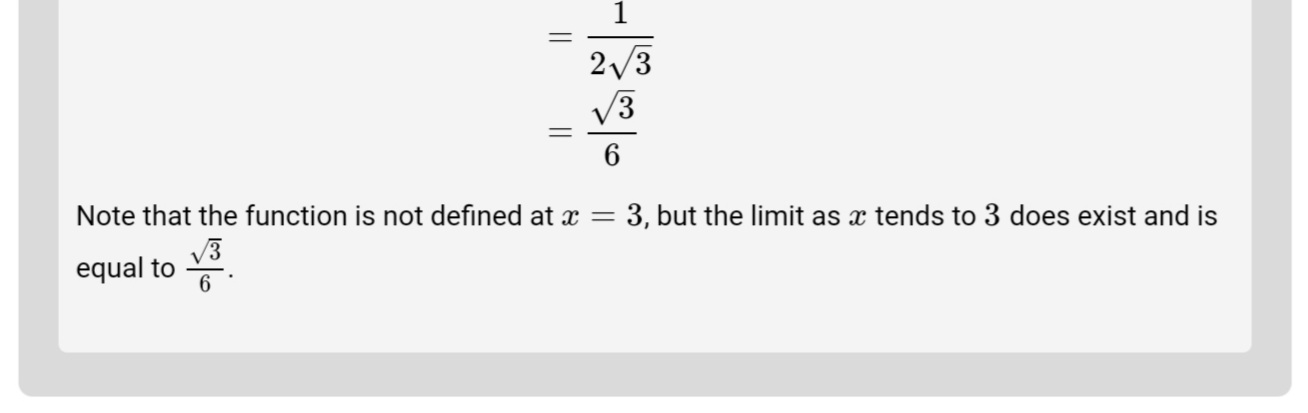 = \frac{1}{2\sqrt{3}}
= \frac{\sqrt{3}}{6}
Note that the function is not defined at x = 3, but the limit as x tends to 3 does exist and is
equal to \frac{\sqrt{3}}{6}.